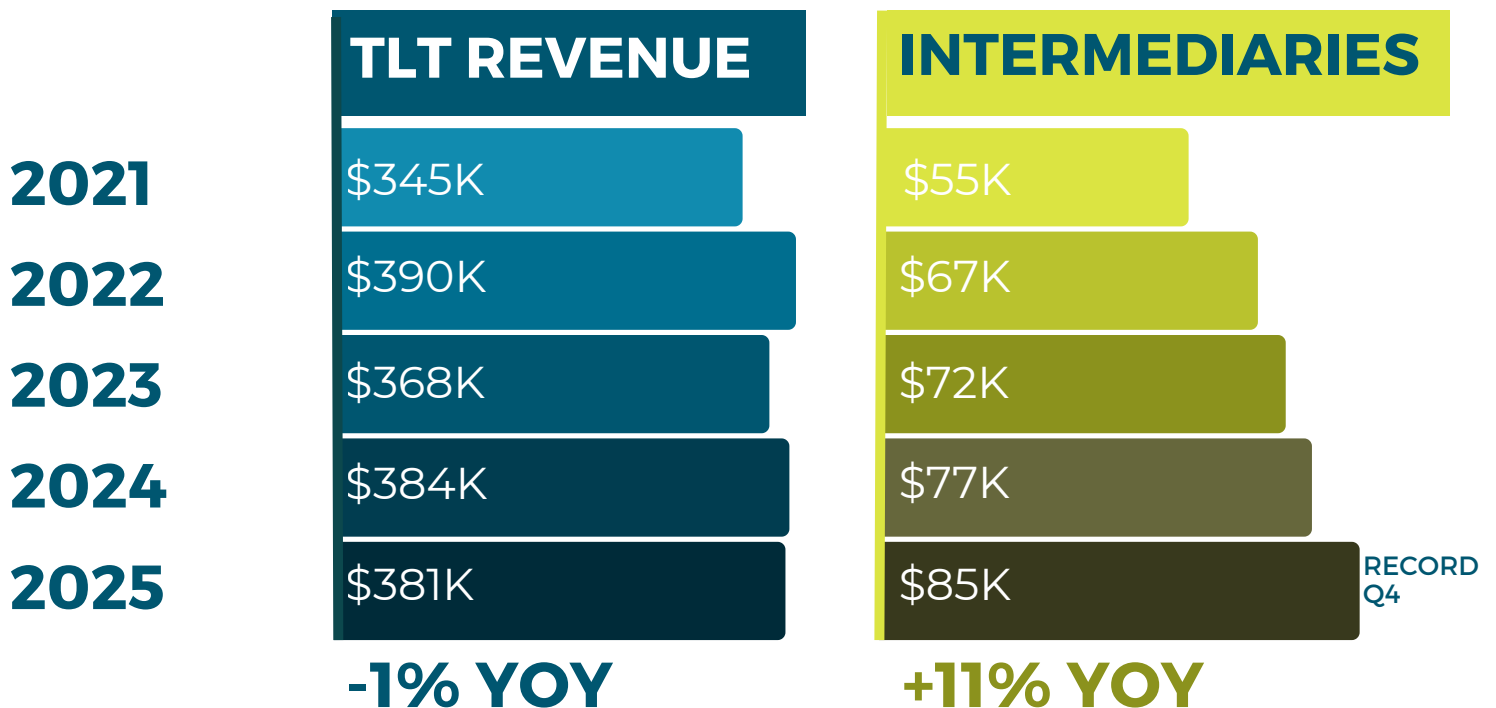 TLT REVENUE INTERMEDIARIES
2021 $345K $55K
2022 $390K $67K
2023 $368K $72K
2024 $384K $77K
2025 $381K $85K RECORD
Q4
-1% YOY +11% YOY